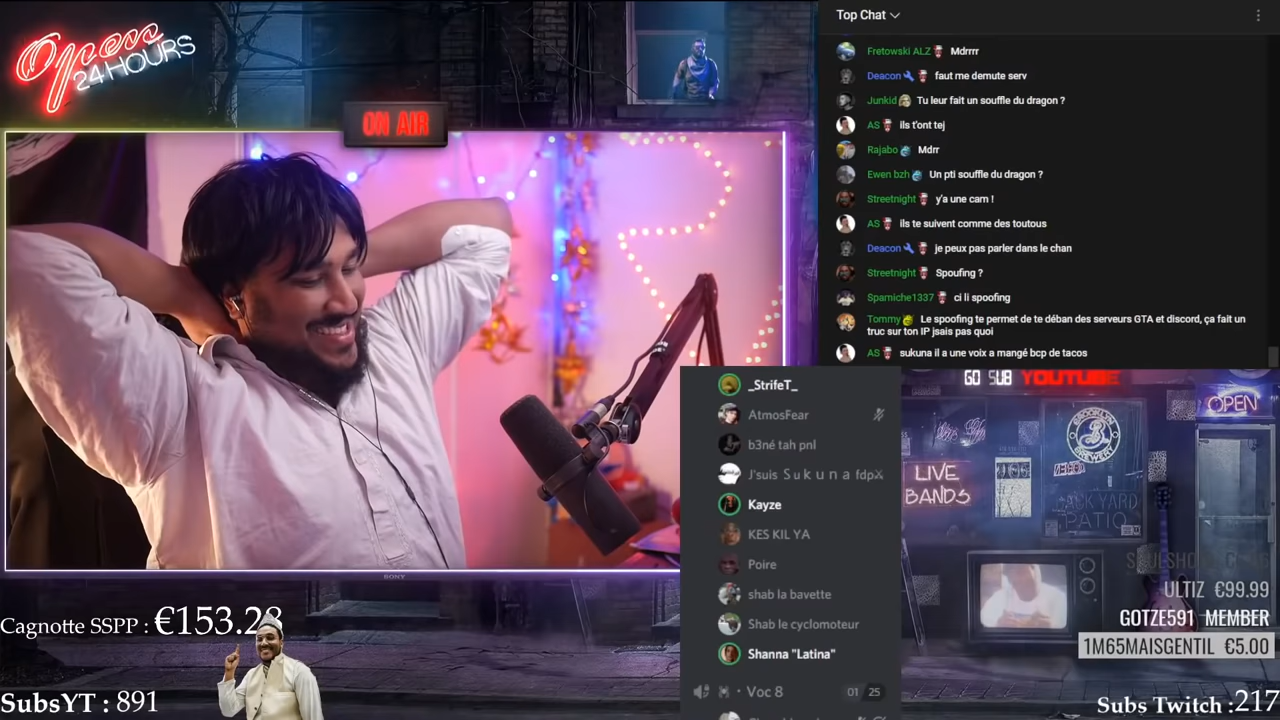 Open
24 HOURS
ON AIR
SONY
Cagnotte SSPP : €153.28
SubsYT : 891
Top Chat
Fretowski ALZ Mdrrrr
Deacon faut me demute serv
Junkid Tu leur fait un souffle du dragon ?
AS ils t'ont tej
Rajabo Mdrr
Ewen bzh Un pti souffle du dragon ?
Streetnight y'a une cam !
AS ils te suivent comme des toutous
Deacon je peux pas parler dans le chan
Streetnight Spoufing ?
Spamiche1337 ci li spoofing
Tommy Le spoofing te permet de te déban des serveurs GTA et discord, ça fait un
truc sur ton IP jsais pas quoi
AS sukuna il a une voix a mangé bcp de tacos
_StrifeT_
AtmosFear
b3né tah pnl
J'suis S u k u n a fdp
Kayze
KES KIL YA
Poire
shab la bavette
Shab le cyclomoteur
Shanna "Latina"
Voc 8 01 25
GO SUB YOUTUBE
OPEN
BROOKLYN
BREWERY
LIVE
BANDS
BACKYARD
PATIO
ULTIZ €99.99
GOTZE591 MEMBER
1M65MAISGENTIL €5.00
Subs Twitch :217